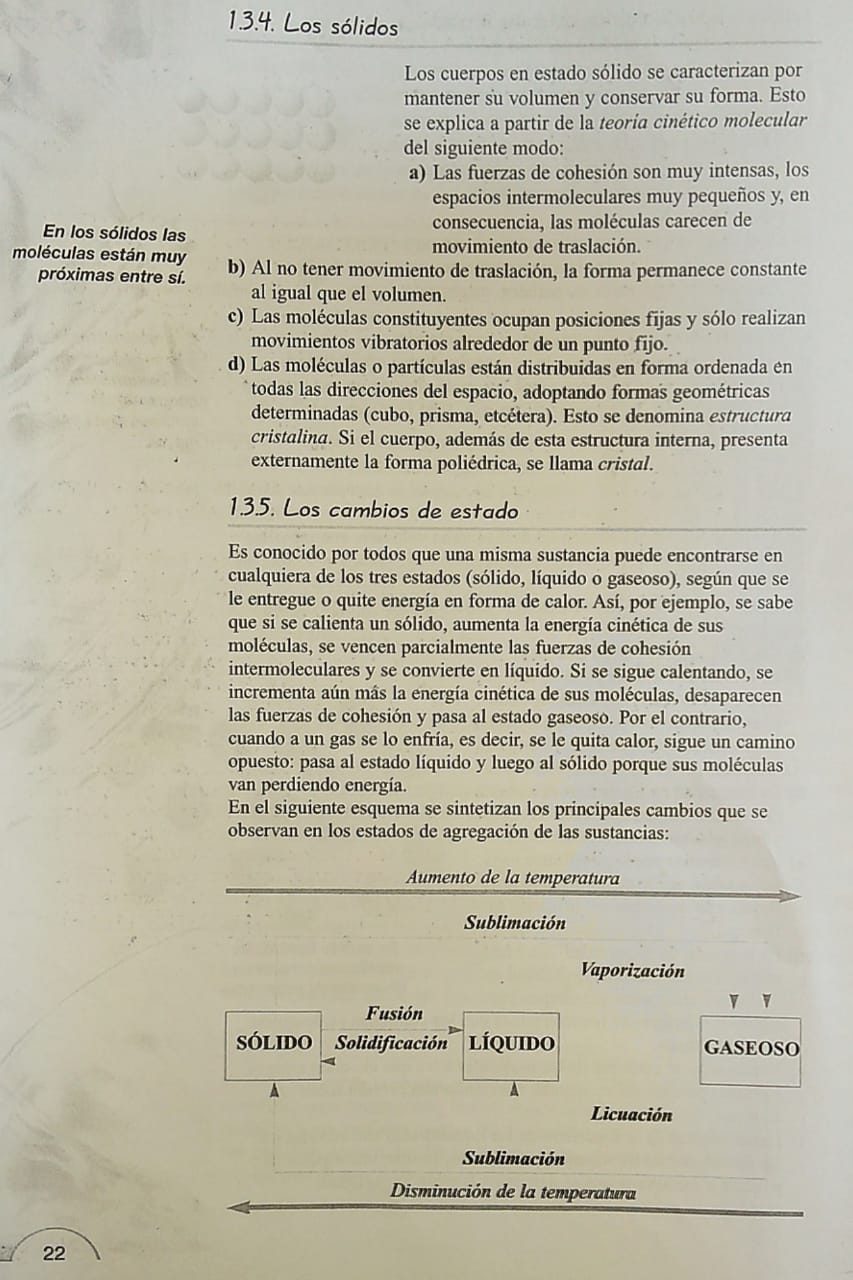 1.3.4. Los sólidos
Los cuerpos en estado sólido se caracterizan por
mantener su volumen y conservar su forma. Esto
se explica a partir de la teoría cinético molecular
del siguiente modo:
a) Las fuerzas de cohesión son muy intensas, los
espacios intermoleculares muy pequeños y, en
consecuencia, las moléculas carecen de
movimiento de traslación.
En los sólidos las
moléculas están muy
próximas entre sí.
b) Al no tener movimiento de traslación, la forma permanece constante
al igual que el volumen.
c) Las moléculas constituyentes ocupan posiciones fijas y sólo realizan
movimientos vibratorios alrededor de un punto fijo.
d) Las moléculas o partículas están distribuidas en forma ordenada en
todas las direcciones del espacio, adoptando formas geométricas
determinadas (cubo, prisma, etcétera). Esto se denomina estructura
cristalina. Si el cuerpo, además de esta estructura interna, presenta
externamente la forma poliédrica, se llama cristal.
1.3.5. Los cambios de estado
Es conocido por todos que una misma sustancia puede encontrarse en
cualquiera de los tres estados (sólido, líquido o gaseoso), según que se
le entregue o quite energía en forma de calor. Así, por ejemplo, se sabe
que si se calienta un sólido, aumenta la energía cinética de sus
moléculas, se vencen parcialmente las fuerzas de cohesión
intermoleculares y se convierte en líquido. Si se sigue calentando, se
incrementa aún más la energía cinética de sus moléculas, desaparecen
las fuerzas de cohesión y pasa al estado gaseoso. Por el contrario,
cuando a un gas se lo enfría, es decir, se le quita calor, sigue un camino
opuesto: pasa al estado líquido y luego al sólido porque sus moléculas
van perdiendo energía.
En el siguiente esquema se sintetizan los principales cambios que se
observan en los estados de agregación de las sustancias:
Aumento de la temperatura
Sublimación
Vaporización
Fusión
SÓLIDO Solidificación LÍQUIDO GASEOSO
Licuación
Sublimación
Disminución de la temperatura
22